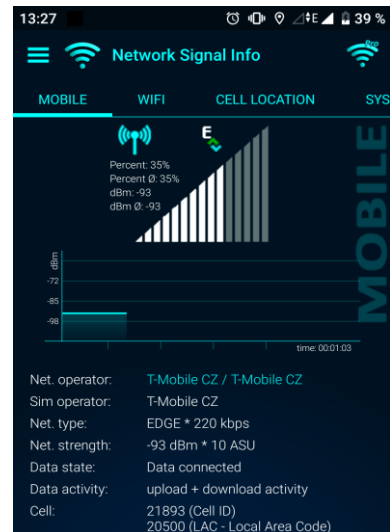 13:27 E 39 %
Network Signal Info Pro
MOBILE WIFI CELL LOCATION SYS
E
Percent: 35%
Percent Ø: 35%
dBm: -93
dBm Ø: -93
MOBILE
dBm
-72
-85
-98
time: 00:01:03
Net. operator: T-Mobile CZ / T-Mobile CZ
Sim operator: T-Mobile CZ
Net. type: EDGE * 220 kbps
Net. strength: -93 dBm * 10 ASU
Data state: Data connected
Data activity: upload + download activity
Cell: 21893 (Cell ID)
20500 (LAC - Local Area Code)